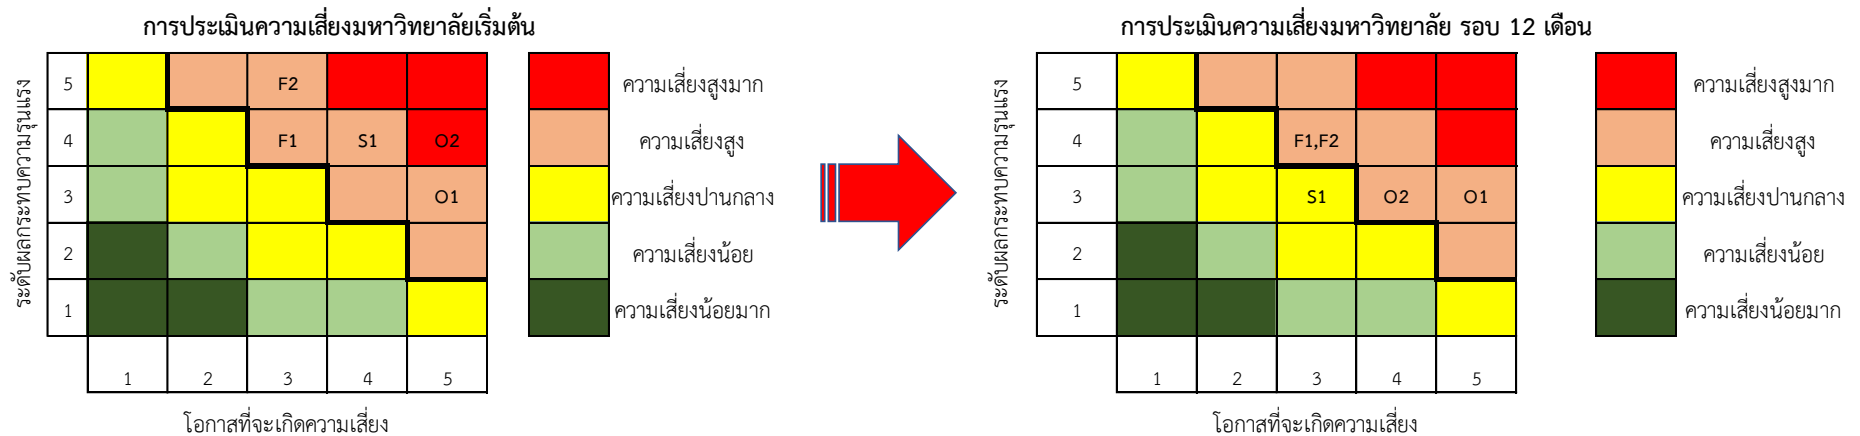 การประเมินความเสี่ยงมหาวิทยาลัยเริ่มต้น
ระดับผลกระทบความรุนแรง
5 F2
4 F1 S1 O2
3 O1
2
1
1 2 3 4 5
โอกาสที่จะเกิดความเสี่ยง
ความเสี่ยงสูงมาก
ความเสี่ยงสูง
ความเสี่ยงปานกลาง
ความเสี่ยงน้อย
ความเสี่ยงน้อยมาก
การประเมินความเสี่ยงมหาวิทยาลัย รอบ 12 เดือน
ระดับผลกระทบความรุนแรง
5
4 F1,F2
3 S1 O2 O1
2
1
1 2 3 4 5
โอกาสที่จะเกิดความเสี่ยง
ความเสี่ยงสูงมาก
ความเสี่ยงสูง
ความเสี่ยงปานกลาง
ความเสี่ยงน้อย
ความเสี่ยงน้อยมาก